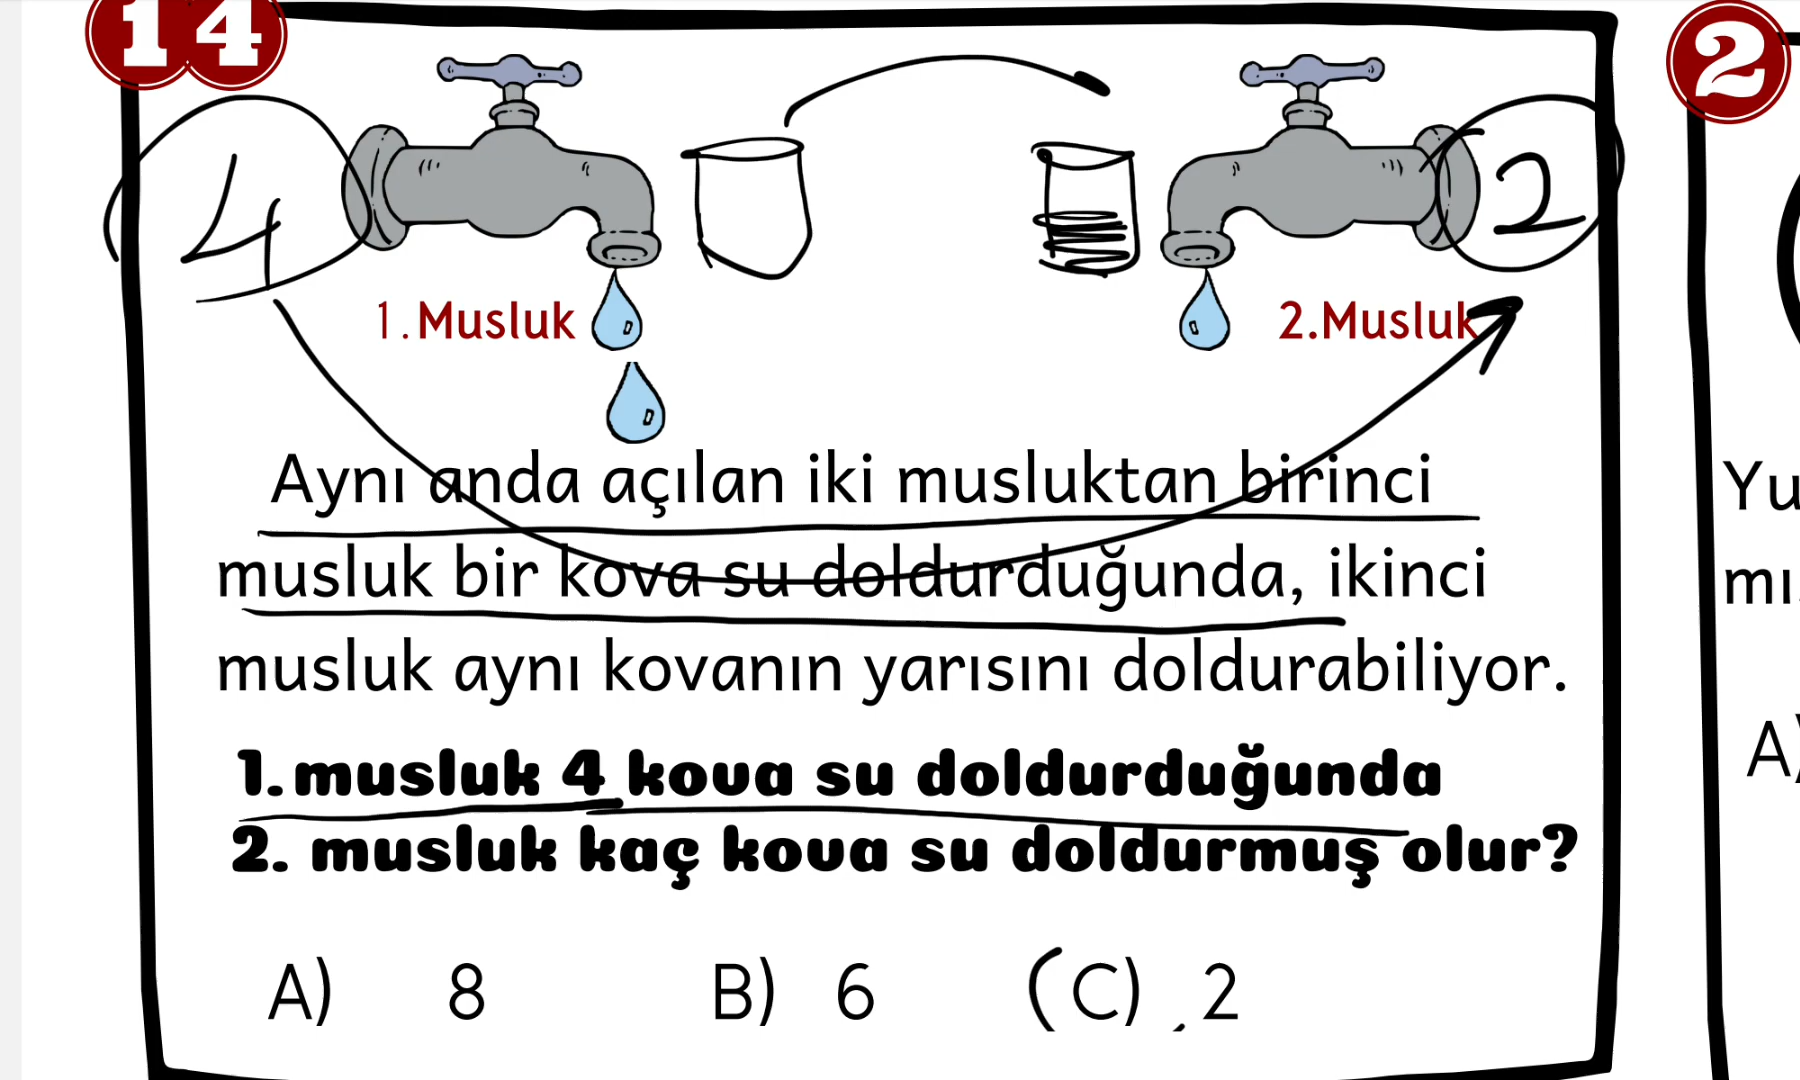 14
2
4
2
1.Musluk
2.Musluk
Aynı anda açılan iki musluktan birinci
musluk bir kova su doldurduğunda, ikinci
musluk aynı kovanın yarısını doldurabiliyor.
1. musluk 4 kova su doldurduğunda
2. musluk kaç kova su doldurmuş olur?
A) 8 B) 6 C) 2
Yu
mı
A)